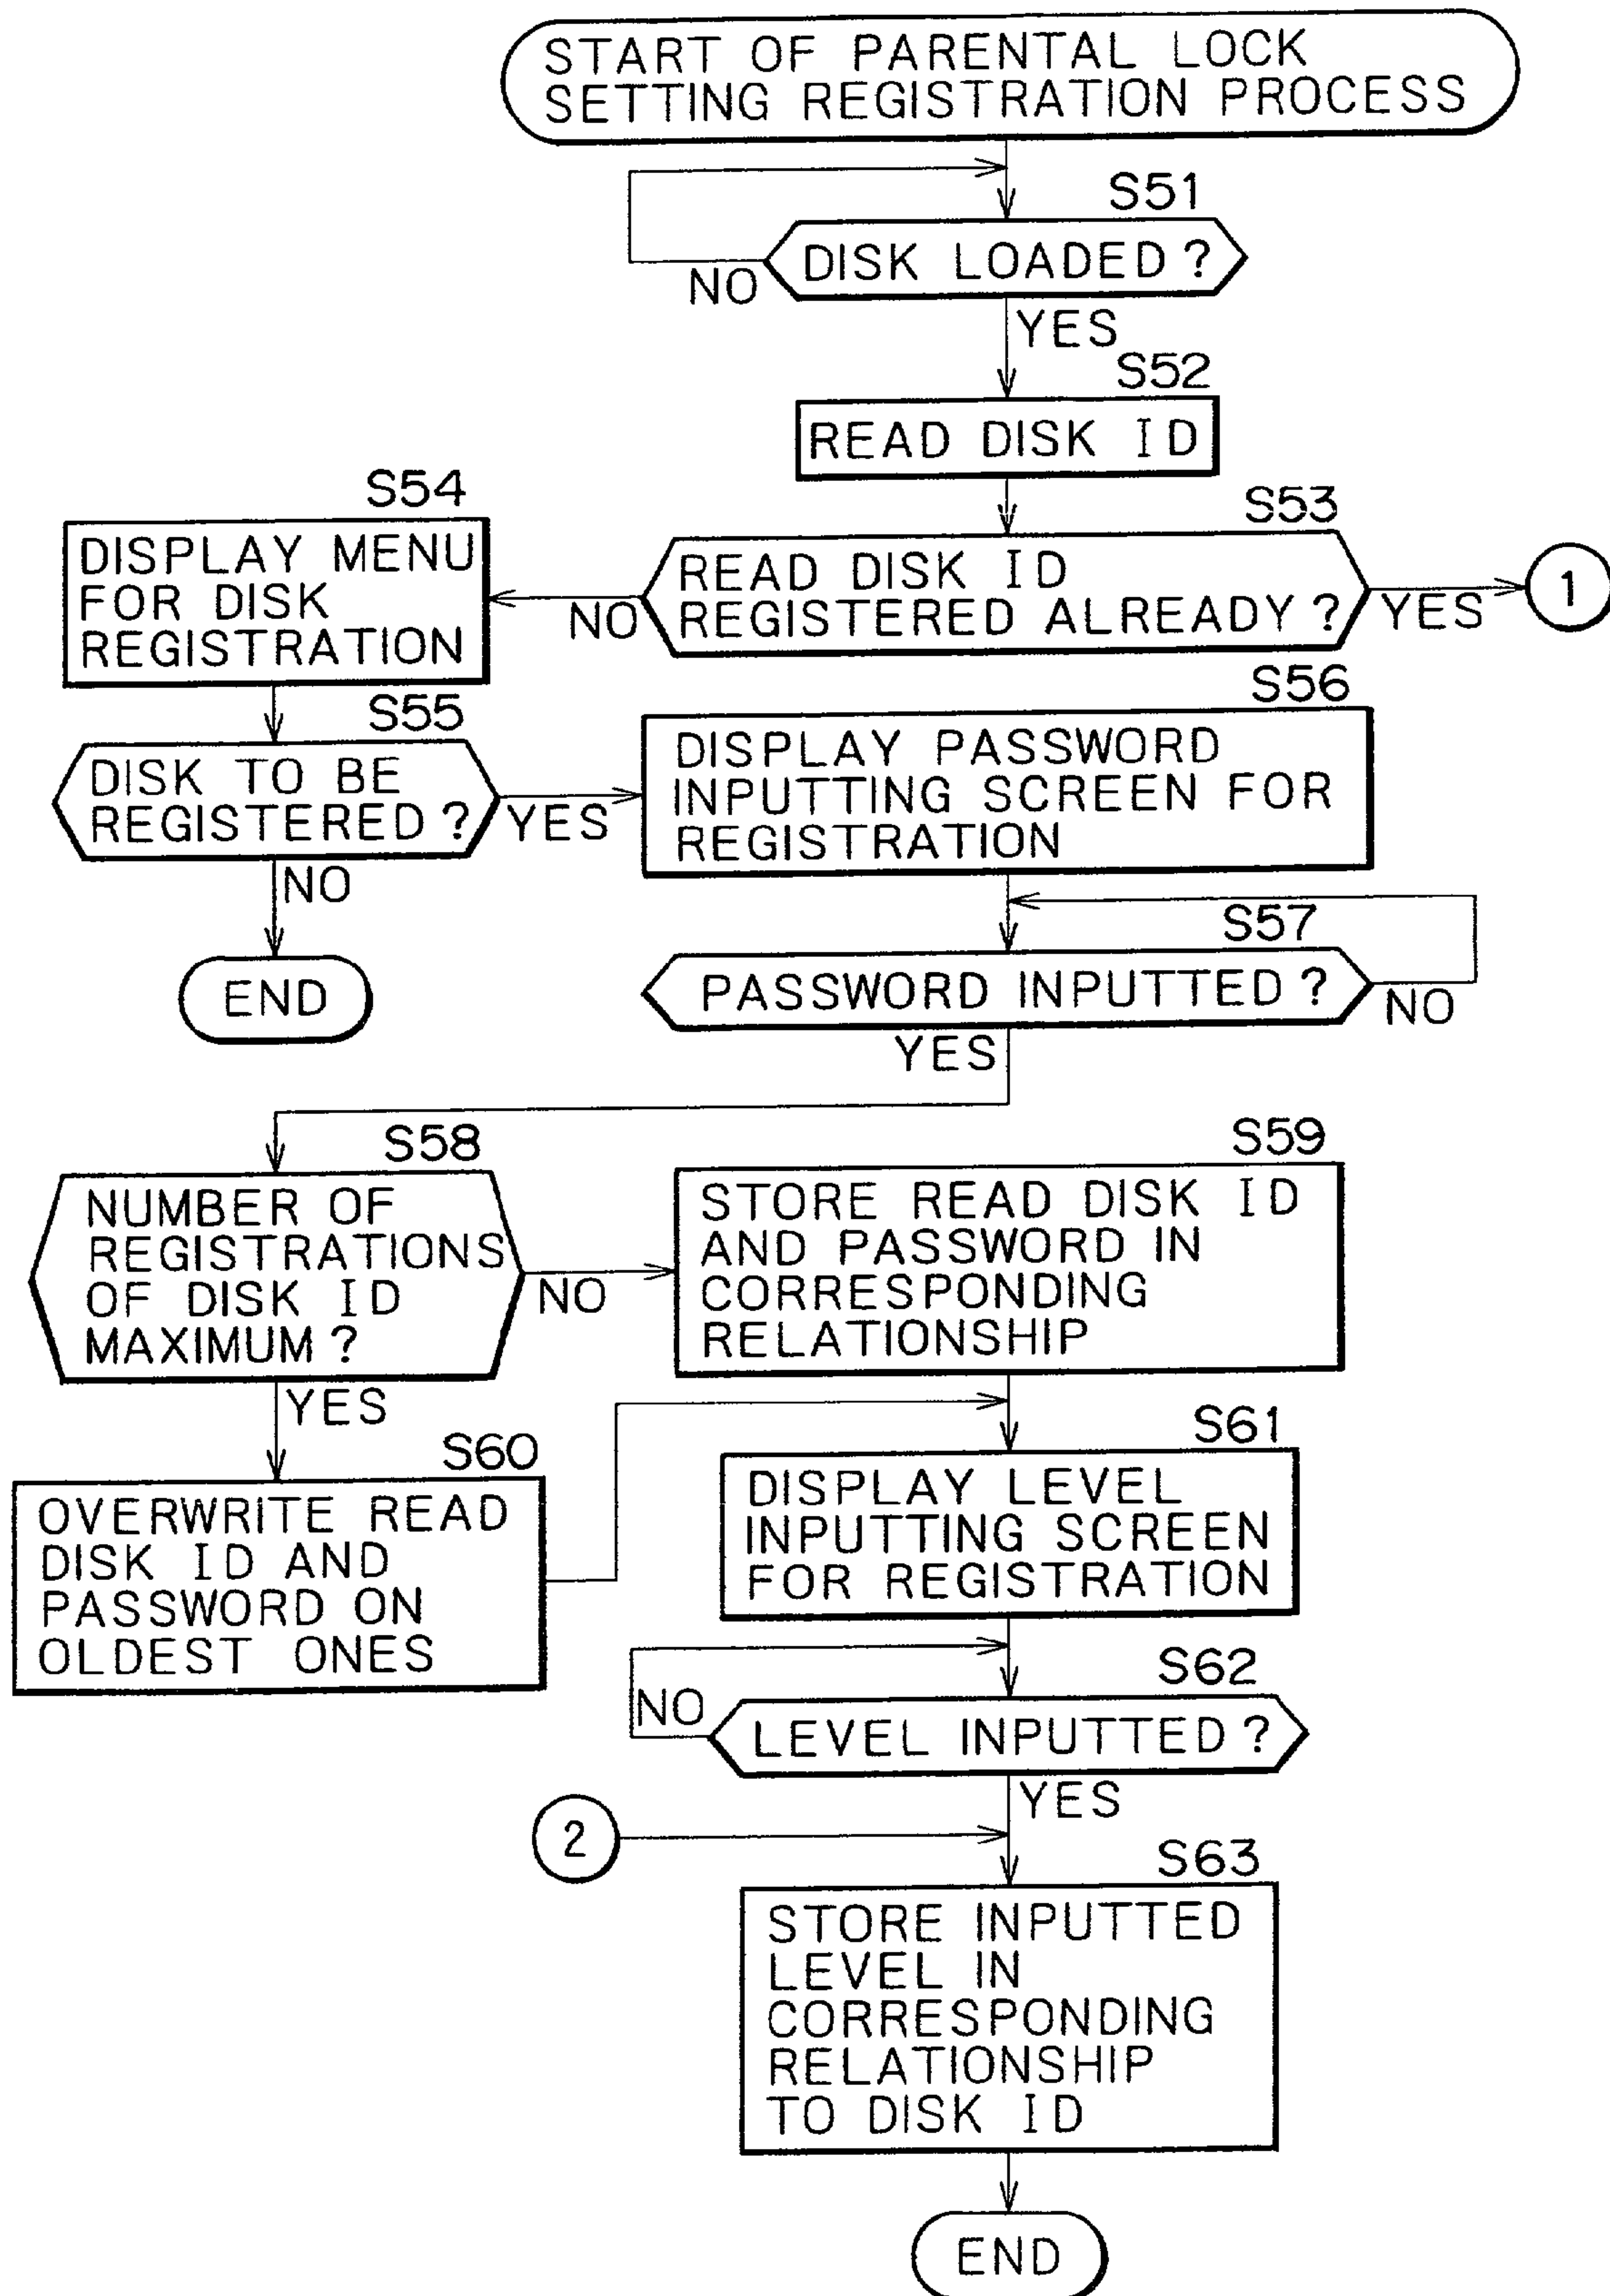 START OF PARENTAL LOCK
SETTING REGISTRATION PROCESS
S51
DISK LOADED ?
NO
YES
S52
READ DISK ID
S53
READ DISK ID
REGISTERED ALREADY ?
YES
1
NO
S54
DISPLAY MENU
FOR DISK
REGISTRATION
S55
DISK TO BE
REGISTERED ?
YES
NO
END
S56
DISPLAY PASSWORD
INPUTTING SCREEN FOR
REGISTRATION
S57
PASSWORD INPUTTED ?
NO
YES
S58
NUMBER OF
REGISTRATIONS
OF DISK ID
MAXIMUM ?
NO
YES
S59
STORE READ DISK ID
AND PASSWORD IN
CORRESPONDING
RELATIONSHIP
S60
OVERWRITE READ
DISK ID AND
PASSWORD ON
OLDEST ONES
S61
DISPLAY LEVEL
INPUTTING SCREEN
FOR REGISTRATION
S62
NO
LEVEL INPUTTED ?
YES
2
S63
STORE INPUTTED
LEVEL IN
CORRESPONDING
RELATIONSHIP
TO DISK ID
END